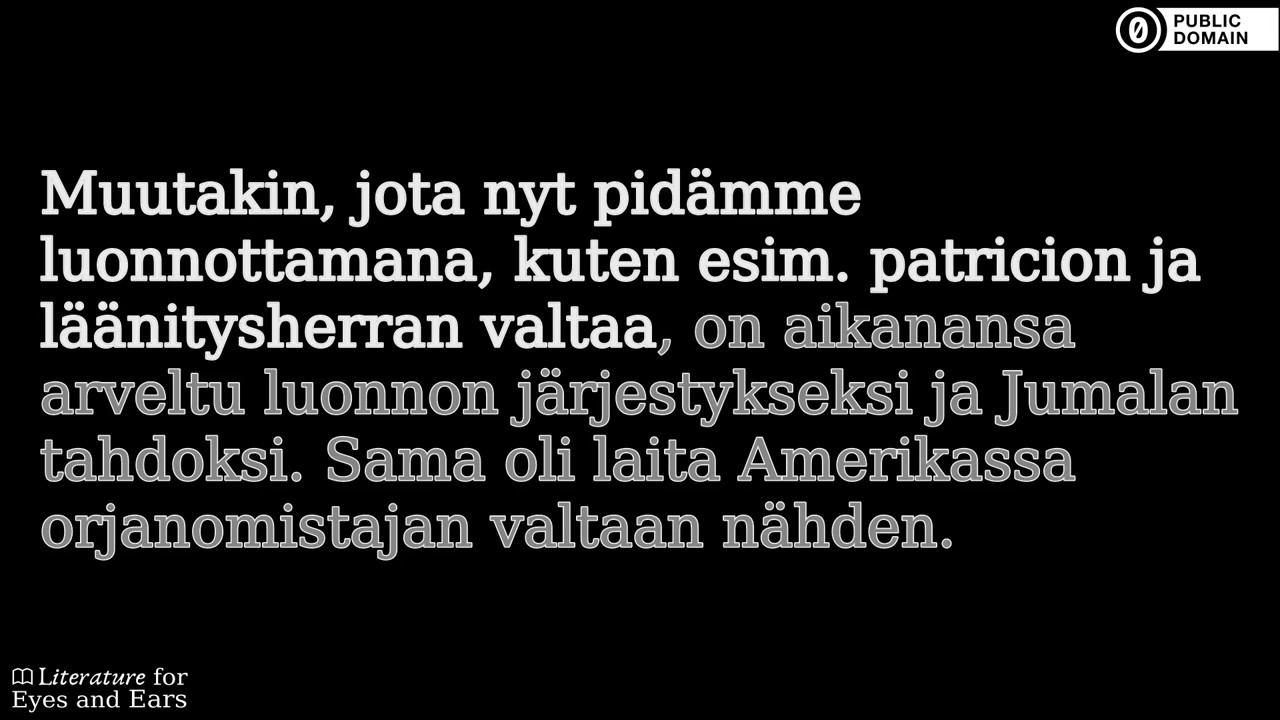 PUBLIC
DOMAIN
Muutakin, jota nyt pidämme
luonnottamana, kuten esim. patricion ja
läänitysherran valtaa, on aikanansa
arveltu luonnon järjestykseksi ja Jumalan
tahdoksi. Sama oli laita Amerikassa
orjanomistajan valtaan nähden.
Literature for
Eyes and Ears